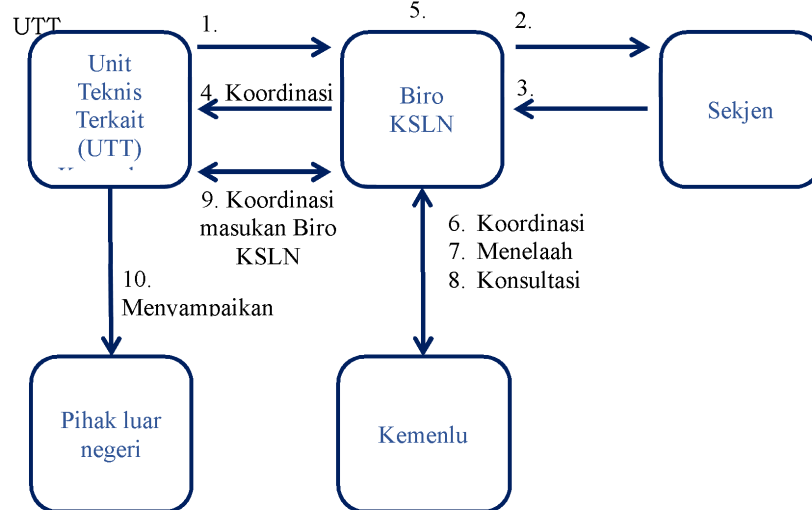 UTT
1.
5.
2.
Unit
Teknis
Terkait
(UTT)
4. Koordinasi
Biro
KSLN
3.
Sekjen
9. Koordinasi
masukan Biro
KSLN
6. Koordinasi
7. Menelaah
8. Konsultasi
10.
Menyampaikan
Pihak luar
negeri
Kemenlu